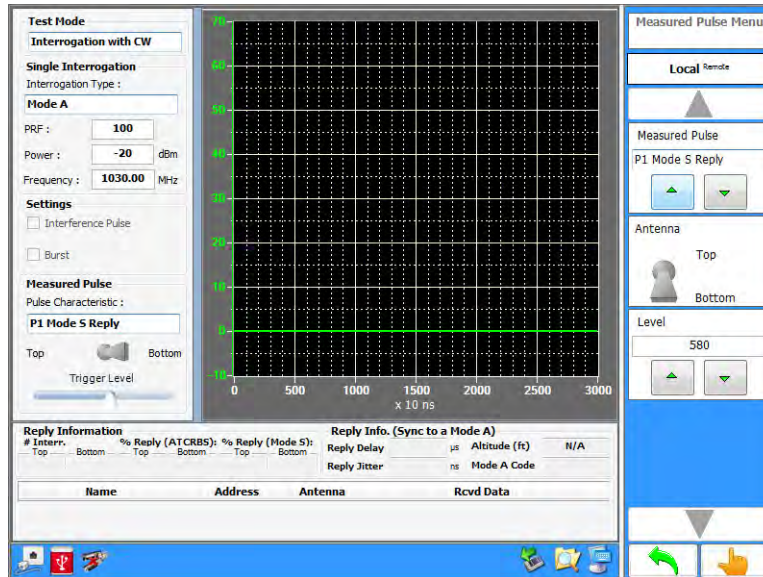 Test Mode
Interrogation with CW
Single Interrogation
Interrogation Type :
Mode A
PRF : 100
Power : -20 dBm
Frequency : 1030.00 MHz
Settings
Interference Pulse
Burst
Measured Pulse
Pulse Characteristic :
P1 Mode S Reply
Top Bottom
Trigger Level
70
60
50
40
30
20
10
0
-10
0 500 1000 1500 2000 2500 3000
x 10 ns
Reply Information
# Interr. % Reply (ATCRBS): % Reply (Mode S):
Top Bottom Top Bottom Top Bottom
Reply Info. (Sync to a Mode A)
Reply Delay µs Altitude (ft) N/A
Reply Jitter ns Mode A Code
Name Address Antenna Rcvd Data
Measured Pulse Menu
Local Remote
Measured Pulse
P1 Mode S Reply
Antenna
Top
Bottom
Level
580